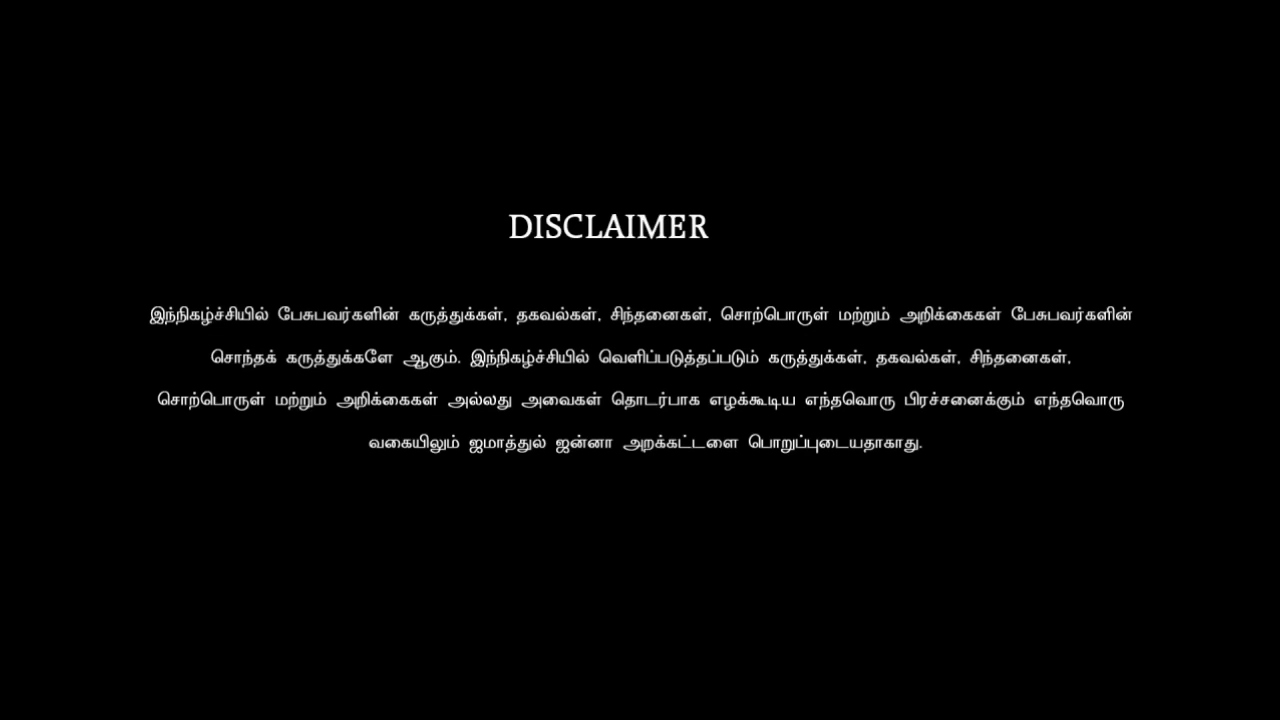 DISCLAIMER
இந்நிகழ்ச்சியில் பேசுபவர்களின் கருத்துக்கள், தகவல்கள், சிந்தனைகள், சொற்பொருள் மற்றும் அறிக்கைகள் பேசுபவர்களின்
சொந்தக் கருத்துக்களே ஆகும். இந்நிகழ்ச்சியில் வெளிப்படுத்தப்படும் கருத்துக்கள், தகவல்கள், சிந்தனைகள்,
சொற்பொருள் மற்றும் அறிக்கைகள் அல்லது அவைகள் தொடர்பாக எழக்கூடிய எந்தவொரு பிரச்சனைக்கும் எந்தவொரு
வகையிலும் ஜமாத்துல் ஜன்னா அறக்கட்டளை பொறுப்புடையதாகாது.